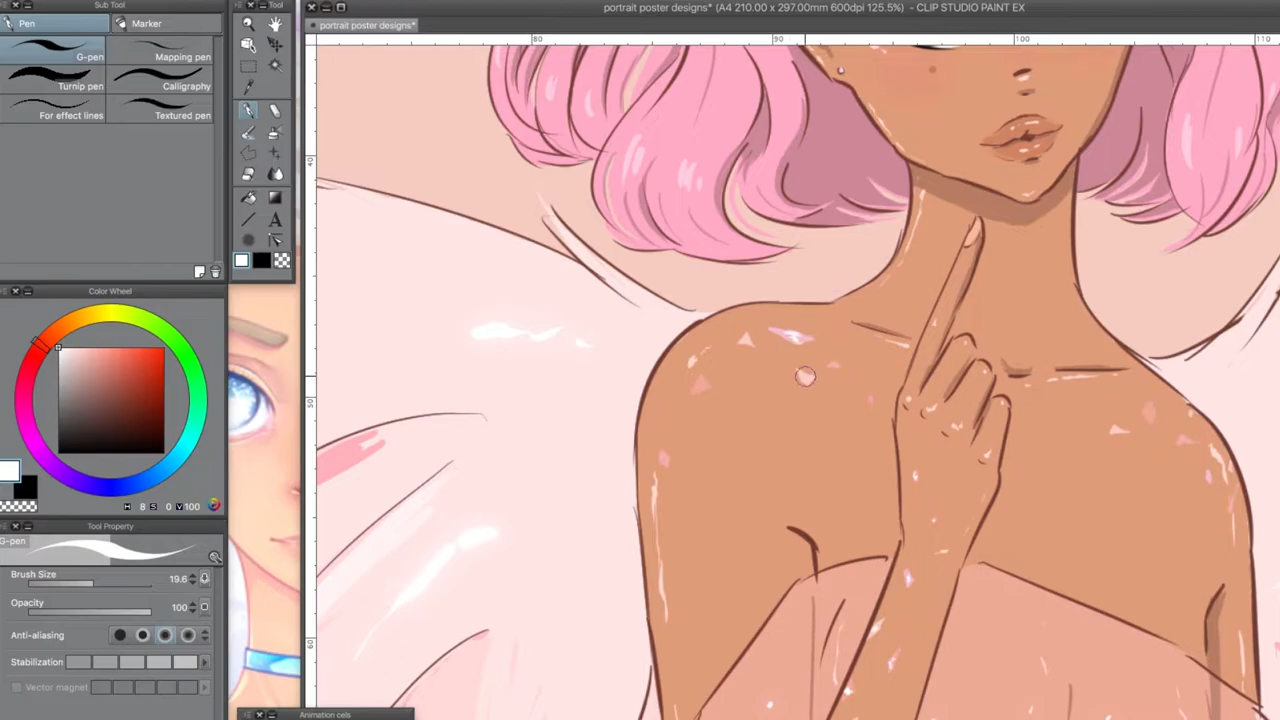 Sub Tool
Tool
portrait poster designs* (A4 210.00 x 297.00mm 600dpi 125.5%) - CLIP STUDIO PAINT EX
Pen
Marker
portrait poster designs*
80
90
100
110
G-pen
Mapping pen
Turnip pen
Calligraphy
For effect lines
Textured pen
40
A
Color Wheel
50
H 8 S 0 V 100
Tool Property
G-pen
Brush Size
19.6
Opacity
100
Anti-aliasing
60
Stabilization
Vector magnet
Animation cels